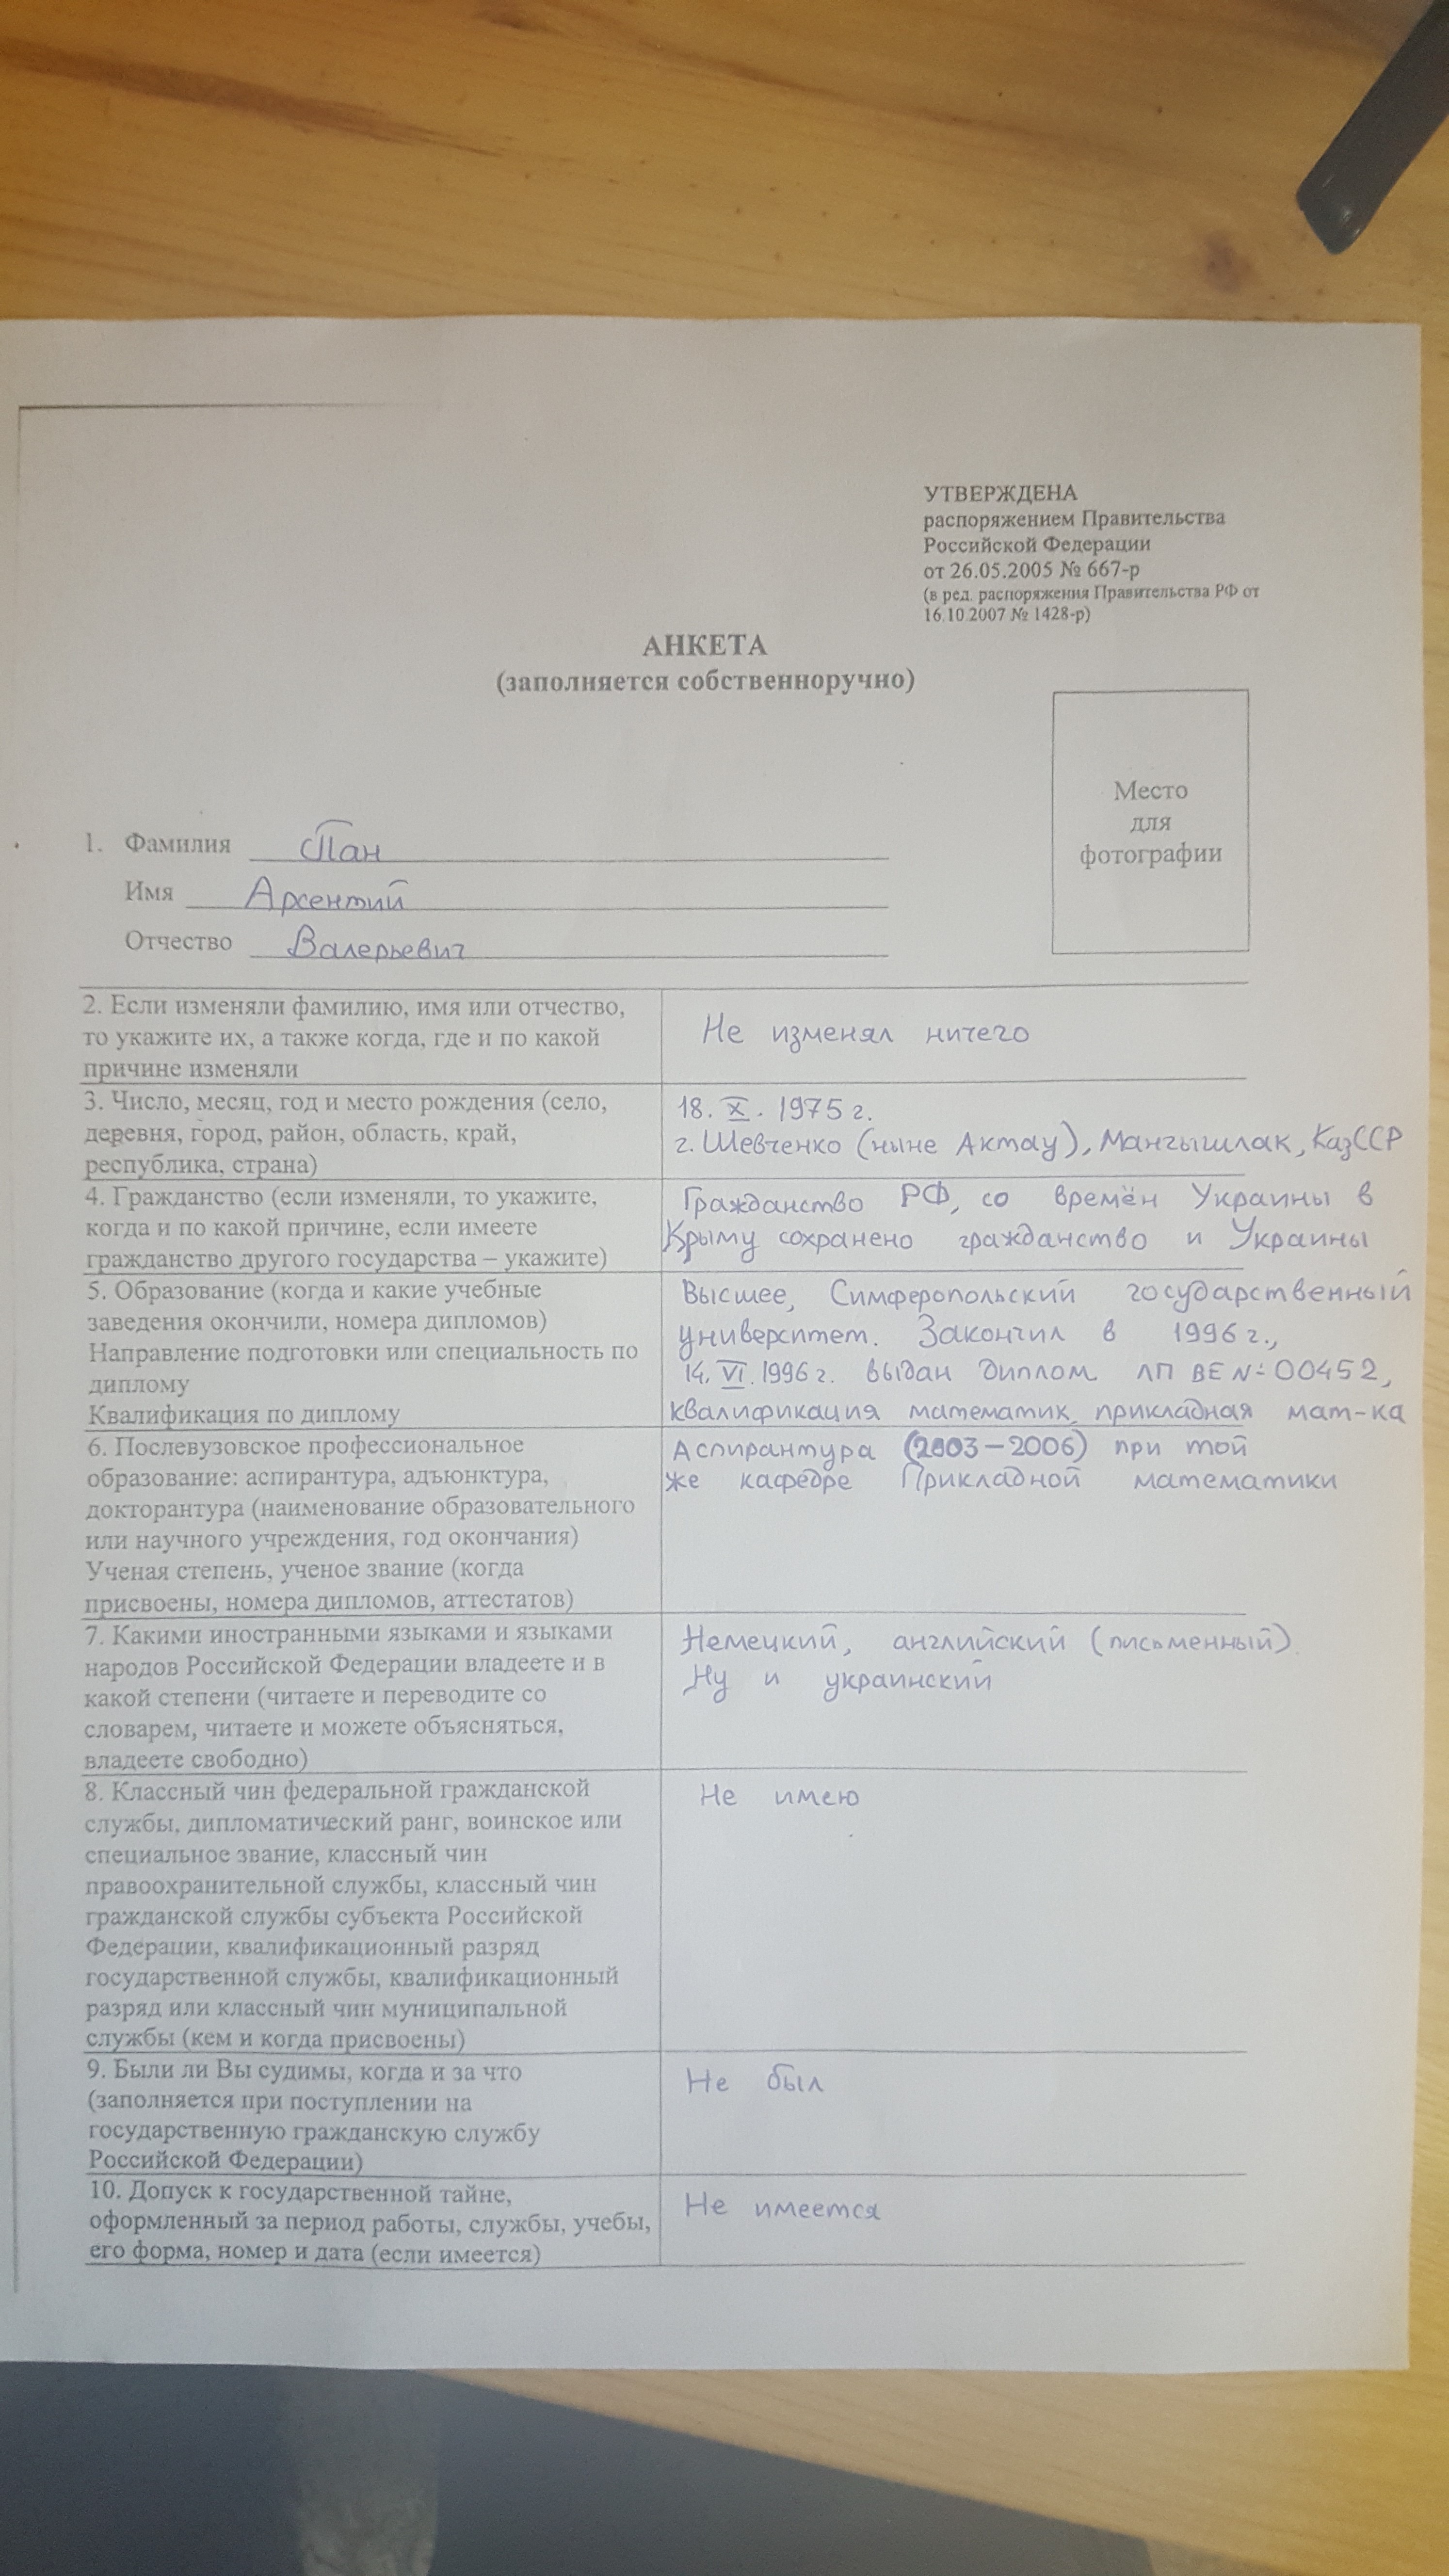 УТВЕРЖДЕНА
распоряжением Правительства
Российской Федерации
от 26.05.2005 № 667-р
(в ред. распоряжения Правительства РФ от
16.10.2007 № 1428-р)
АНКЕТА
(заполняется собственноручно)
Место
для
фотографии
1. Фамилия Пан
Имя Арсентий
Отчество Валерьевич
2. Если изменяли фамилию, имя или отчество,
то укажите их, а также когда, где и по какой
причине изменяли
Не изменял ничего
3. Число, месяц, год и место рождения (село,
деревня, город, район, область, край,
республика, страна)
18. X. 1975 г.
г. Шевченко (ныне Актау), Мангышлак, КазССР
4. Гражданство (если изменяли, то укажите,
когда и по какой причине, если имеете
гражданство другого государства – укажите)
Гражданство РФ, со времён Украины в
Крыму сохранено гражданство и Украины
5. Образование (когда и какие учебные
заведения окончили, номера дипломов)
Направление подготовки или специальность по
диплому
Квалификация по диплому
Высшее, Симферопольский государственный
университет. Закончил в 1996 г.,
14. VI. 1996 г. выдан диплом ЛП ВЕ № 00452,
квалификация математик, прикладная мат-ка
6. Послевузовское профессиональное
образование: аспирантура, адъюнктура,
докторантура (наименование образовательного
или научного учреждения, год окончания)
Ученая степень, ученое звание (когда
присвоены, номера дипломов, аттестатов)
Аспирантура (2003–2006) при той
же кафедре Прикладной математики
7. Какими иностранными языками и языками
народов Российской Федерации владеете и в
какой степени (читаете и переводите со
словарем, читаете и можете объясняться,
владеете свободно)
Немецкий, английский (письменный).
Ну и украинский
8. Классный чин федеральной гражданской
службы, дипломатический ранг, воинское или
специальное звание, классный чин
правоохранительной службы, классный чин
гражданской службы субъекта Российской
Федерации, квалификационный разряд
государственной службы, квалификационный
разряд или классный чин муниципальной
службы (кем и когда присвоены)
Не имею
9. Были ли Вы судимы, когда и за что
(заполняется при поступлении на
государственную гражданскую службу
Российской Федерации)
Не был
10. Допуск к государственной тайне,
оформленный за период работы, службы, учебы,
его форма, номер и дата (если имеется)
Не имеется